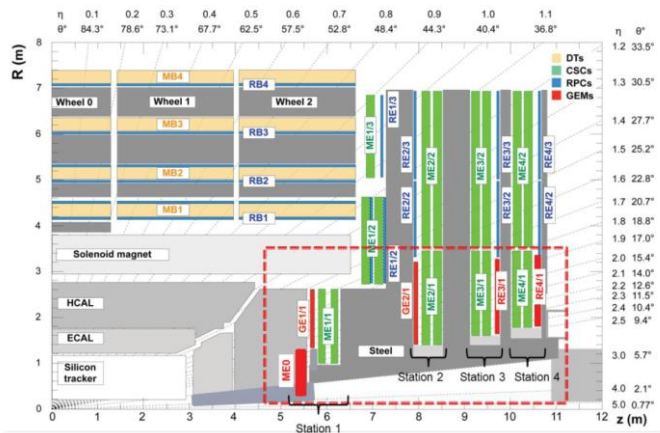 η 0.1 0.2 0.3 0.4 0.5 0.6 0.7 0.8 0.9 1.0 1.1 η θ°
θ° 84.3° 78.6° 73.1° 67.7° 62.5° 57.5° 52.8° 48.4° 44.3° 40.4° 36.8°
R (m)
8
7
6
5
4
3
2
1
0
1.2 33.5°
1.3 30.5°
1.4 27.7°
1.5 25.2°
1.6 22.8°
1.7 20.7°
1.8 18.8°
1.9 17.0°
2.0 15.4°
2.1 14.0°
2.2 12.6°
2.3 11.5°
2.4 10.4°
2.5 9.4°
3.0 5.7°
4.0 2.1°
5.0 0.77°
DTs
CSCs
RPCs
GEMs
MB4
RB4
Wheel 0
Wheel 1
Wheel 2
MB3
RB3
MB2
RB2
MB1
RB1
Solenoid magnet
HCAL
ECAL
Silicon
tracker
Steel
ME0
GE1/1
ME1/1
ME1/2
ME1/3
RE1/2
RE1/3
RE2/2
RE2/3
GE2/1
ME2/1
ME2/2
ME3/1
ME3/2
RE3/1
RE3/2
RE3/3
ME4/1
ME4/2
RE4/1
RE4/2
RE4/3
Station 1
Station 2
Station 3
Station 4
0 1 2 3 4 5 6 7 8 9 10 11 12
z (m)